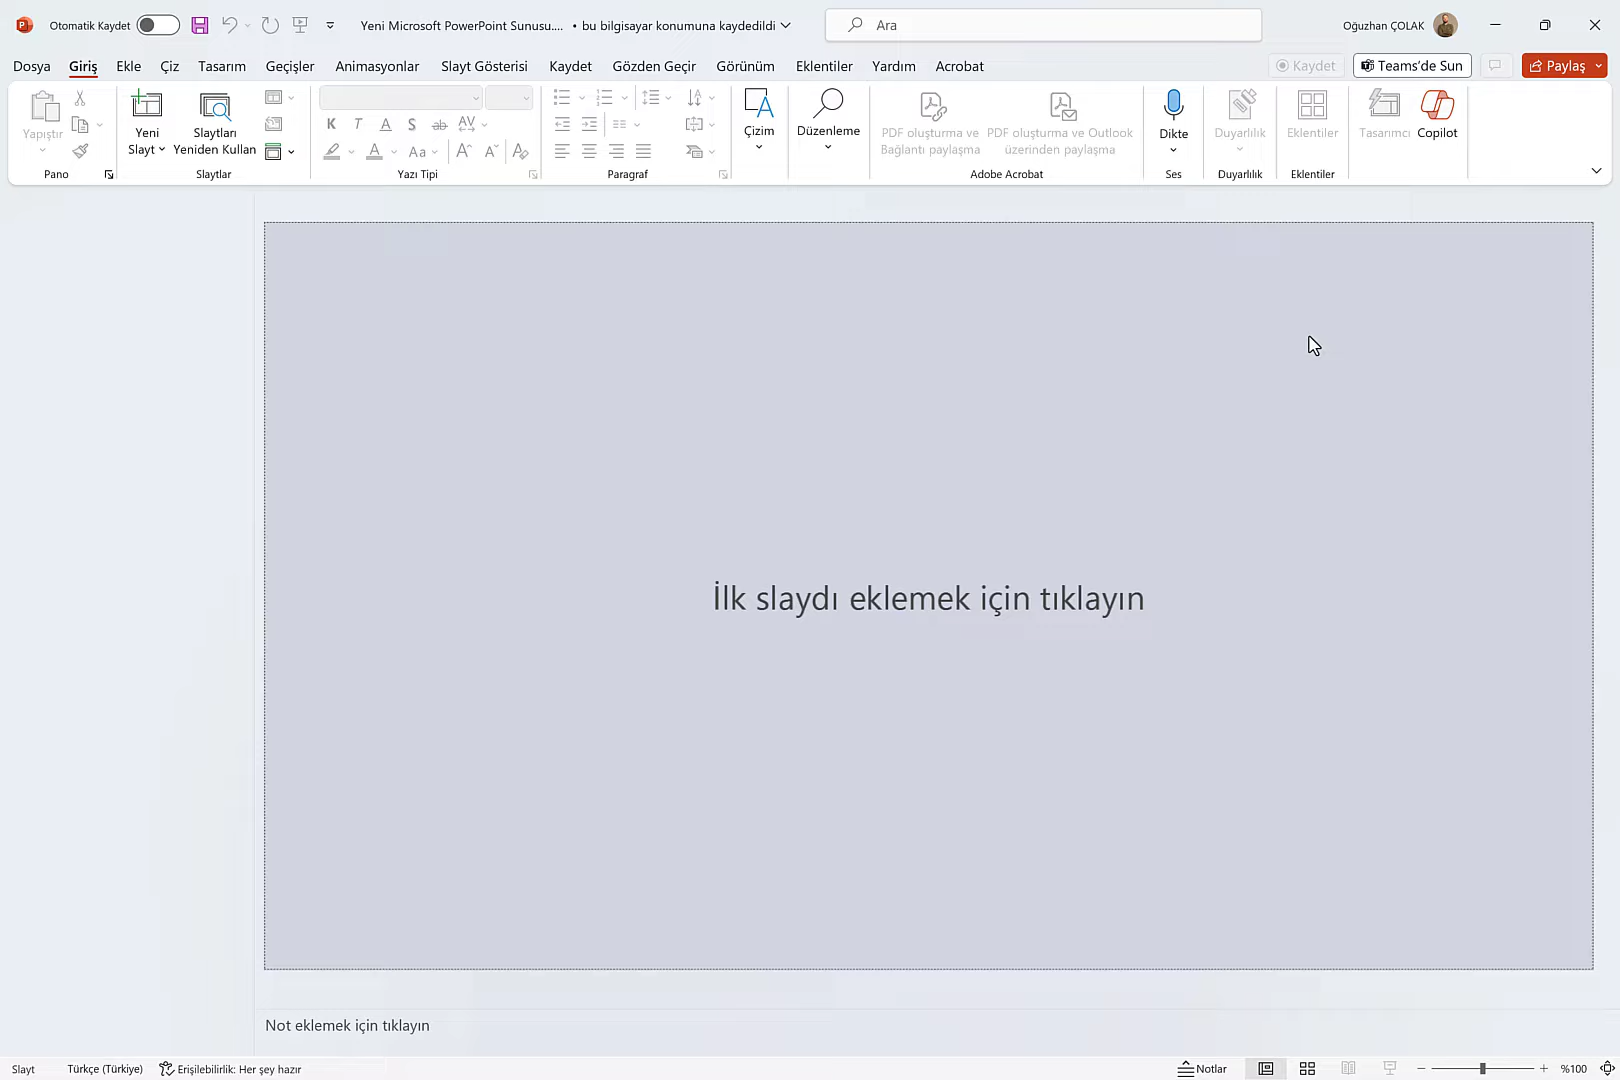 Otomatik Kaydet
Yeni Microsoft PowerPoint Sunusu.... • bu bilgisayar konumuna kaydedildi
Ara
Oğuzhan ÇOLAK
Dosya Giriş Ekle Çiz Tasarım Geçişler Animasyonlar Slayt Gösterisi Kaydet Gözden Geçir Görünüm Eklentiler Yardım Acrobat
Kaydet
Teams'de Sun
Paylaş
Yapıştır
Pano
Yeni
Slayt
Slaytları
Yeniden Kullan
Slaytlar
K T A S ab AV
A Aa A A A
Yazı Tipi
Paragraf
Çizim
Düzenleme
PDF oluşturma ve
Bağlantı paylaşma
PDF oluşturma ve Outlook
üzerinden paylaşma
Adobe Acrobat
Dikte
Ses
Duyarlılık
Duyarlılık
Eklentiler
Eklentiler
Tasarımcı
Copilot
İlk slaydı eklemek için tıklayın
Not eklemek için tıklayın
Slayt Türkçe (Türkiye) Erişilebilirlik: Her şey hazır Notlar %100